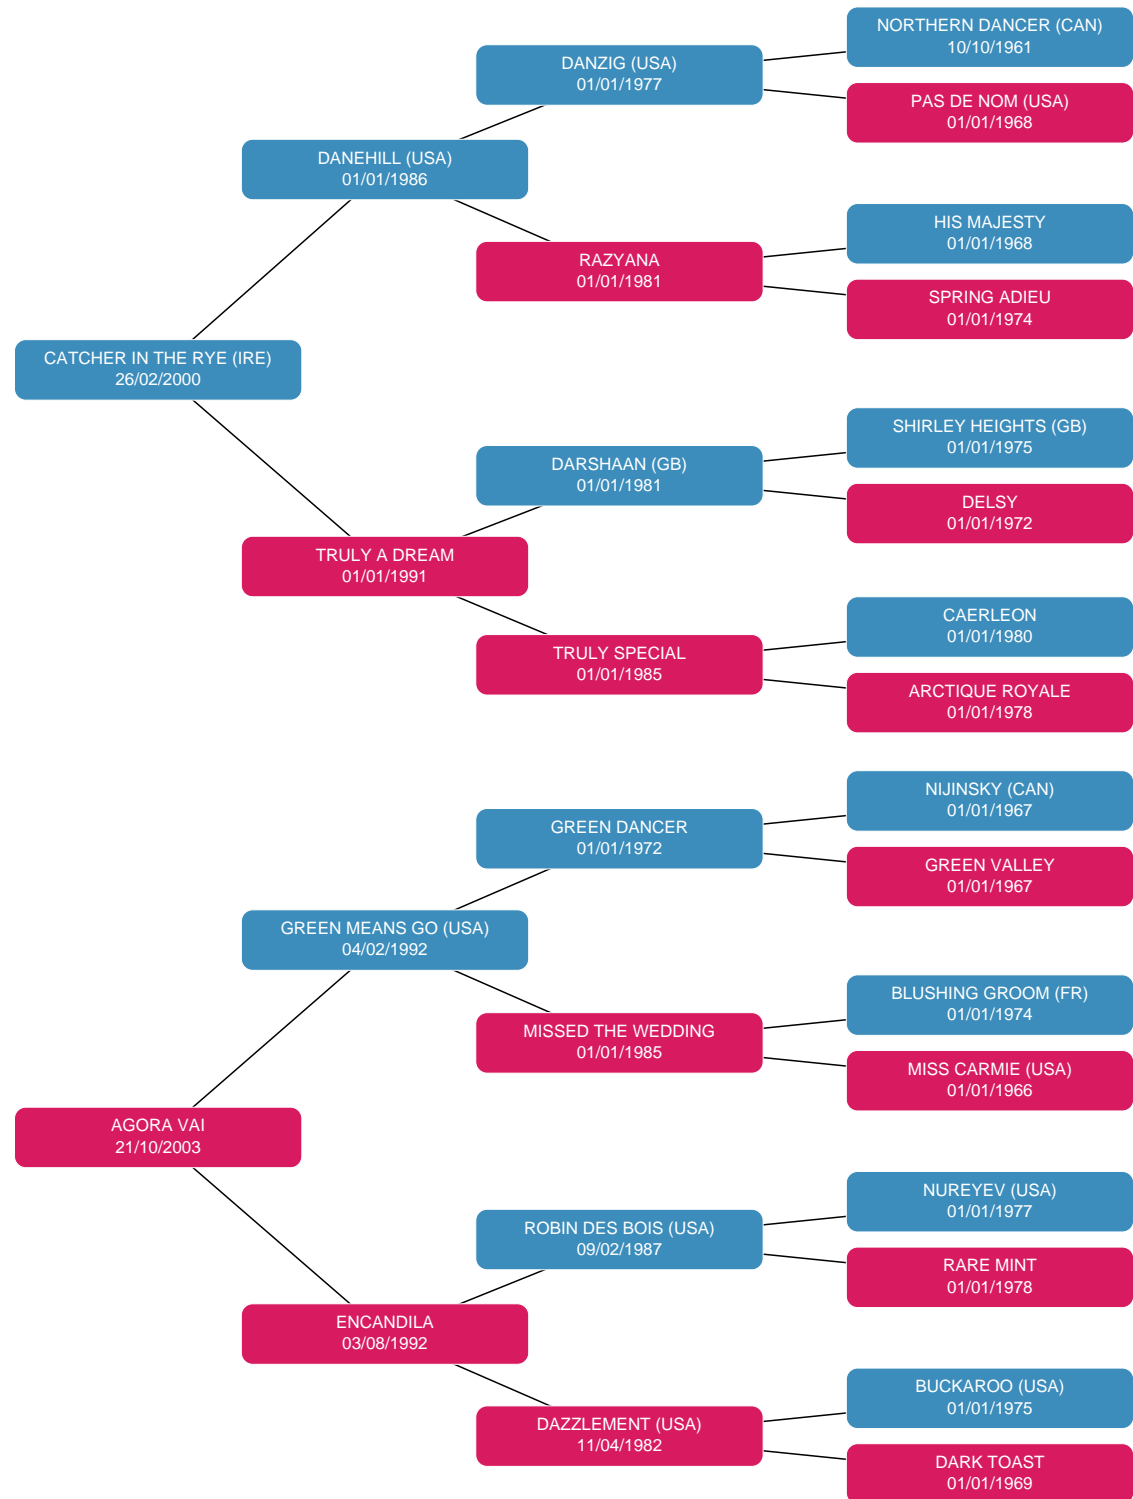 NORTHERN DANCER (CAN)
10/10/1961
DANZIG (USA)
01/01/1977
PAS DE NOM (USA)
01/01/1968
DANEHILL (USA)
01/01/1986
HIS MAJESTY
01/01/1968
RAZYANA
01/01/1981
SPRING ADIEU
01/01/1974
CATCHER IN THE RYE (IRE)
26/02/2000
SHIRLEY HEIGHTS (GB)
01/01/1975
DARSHAAN (GB)
01/01/1981
DELSY
01/01/1972
TRULY A DREAM
01/01/1991
CAERLEON
01/01/1980
TRULY SPECIAL
01/01/1985
ARCTIQUE ROYALE
01/01/1978
NIJINSKY (CAN)
01/01/1967
GREEN DANCER
01/01/1972
GREEN VALLEY
01/01/1967
GREEN MEANS GO (USA)
04/02/1992
BLUSHING GROOM (FR)
01/01/1974
MISSED THE WEDDING
01/01/1985
MISS CARMIE (USA)
01/01/1966
AGORA VAI
21/10/2003
NUREYEV (USA)
01/01/1977
ROBIN DES BOIS (USA)
09/02/1987
RARE MINT
01/01/1978
ENCANDILA
03/08/1992
BUCKAROO (USA)
01/01/1975
DAZZLEMENT (USA)
11/04/1982
DARK TOAST
01/01/1969